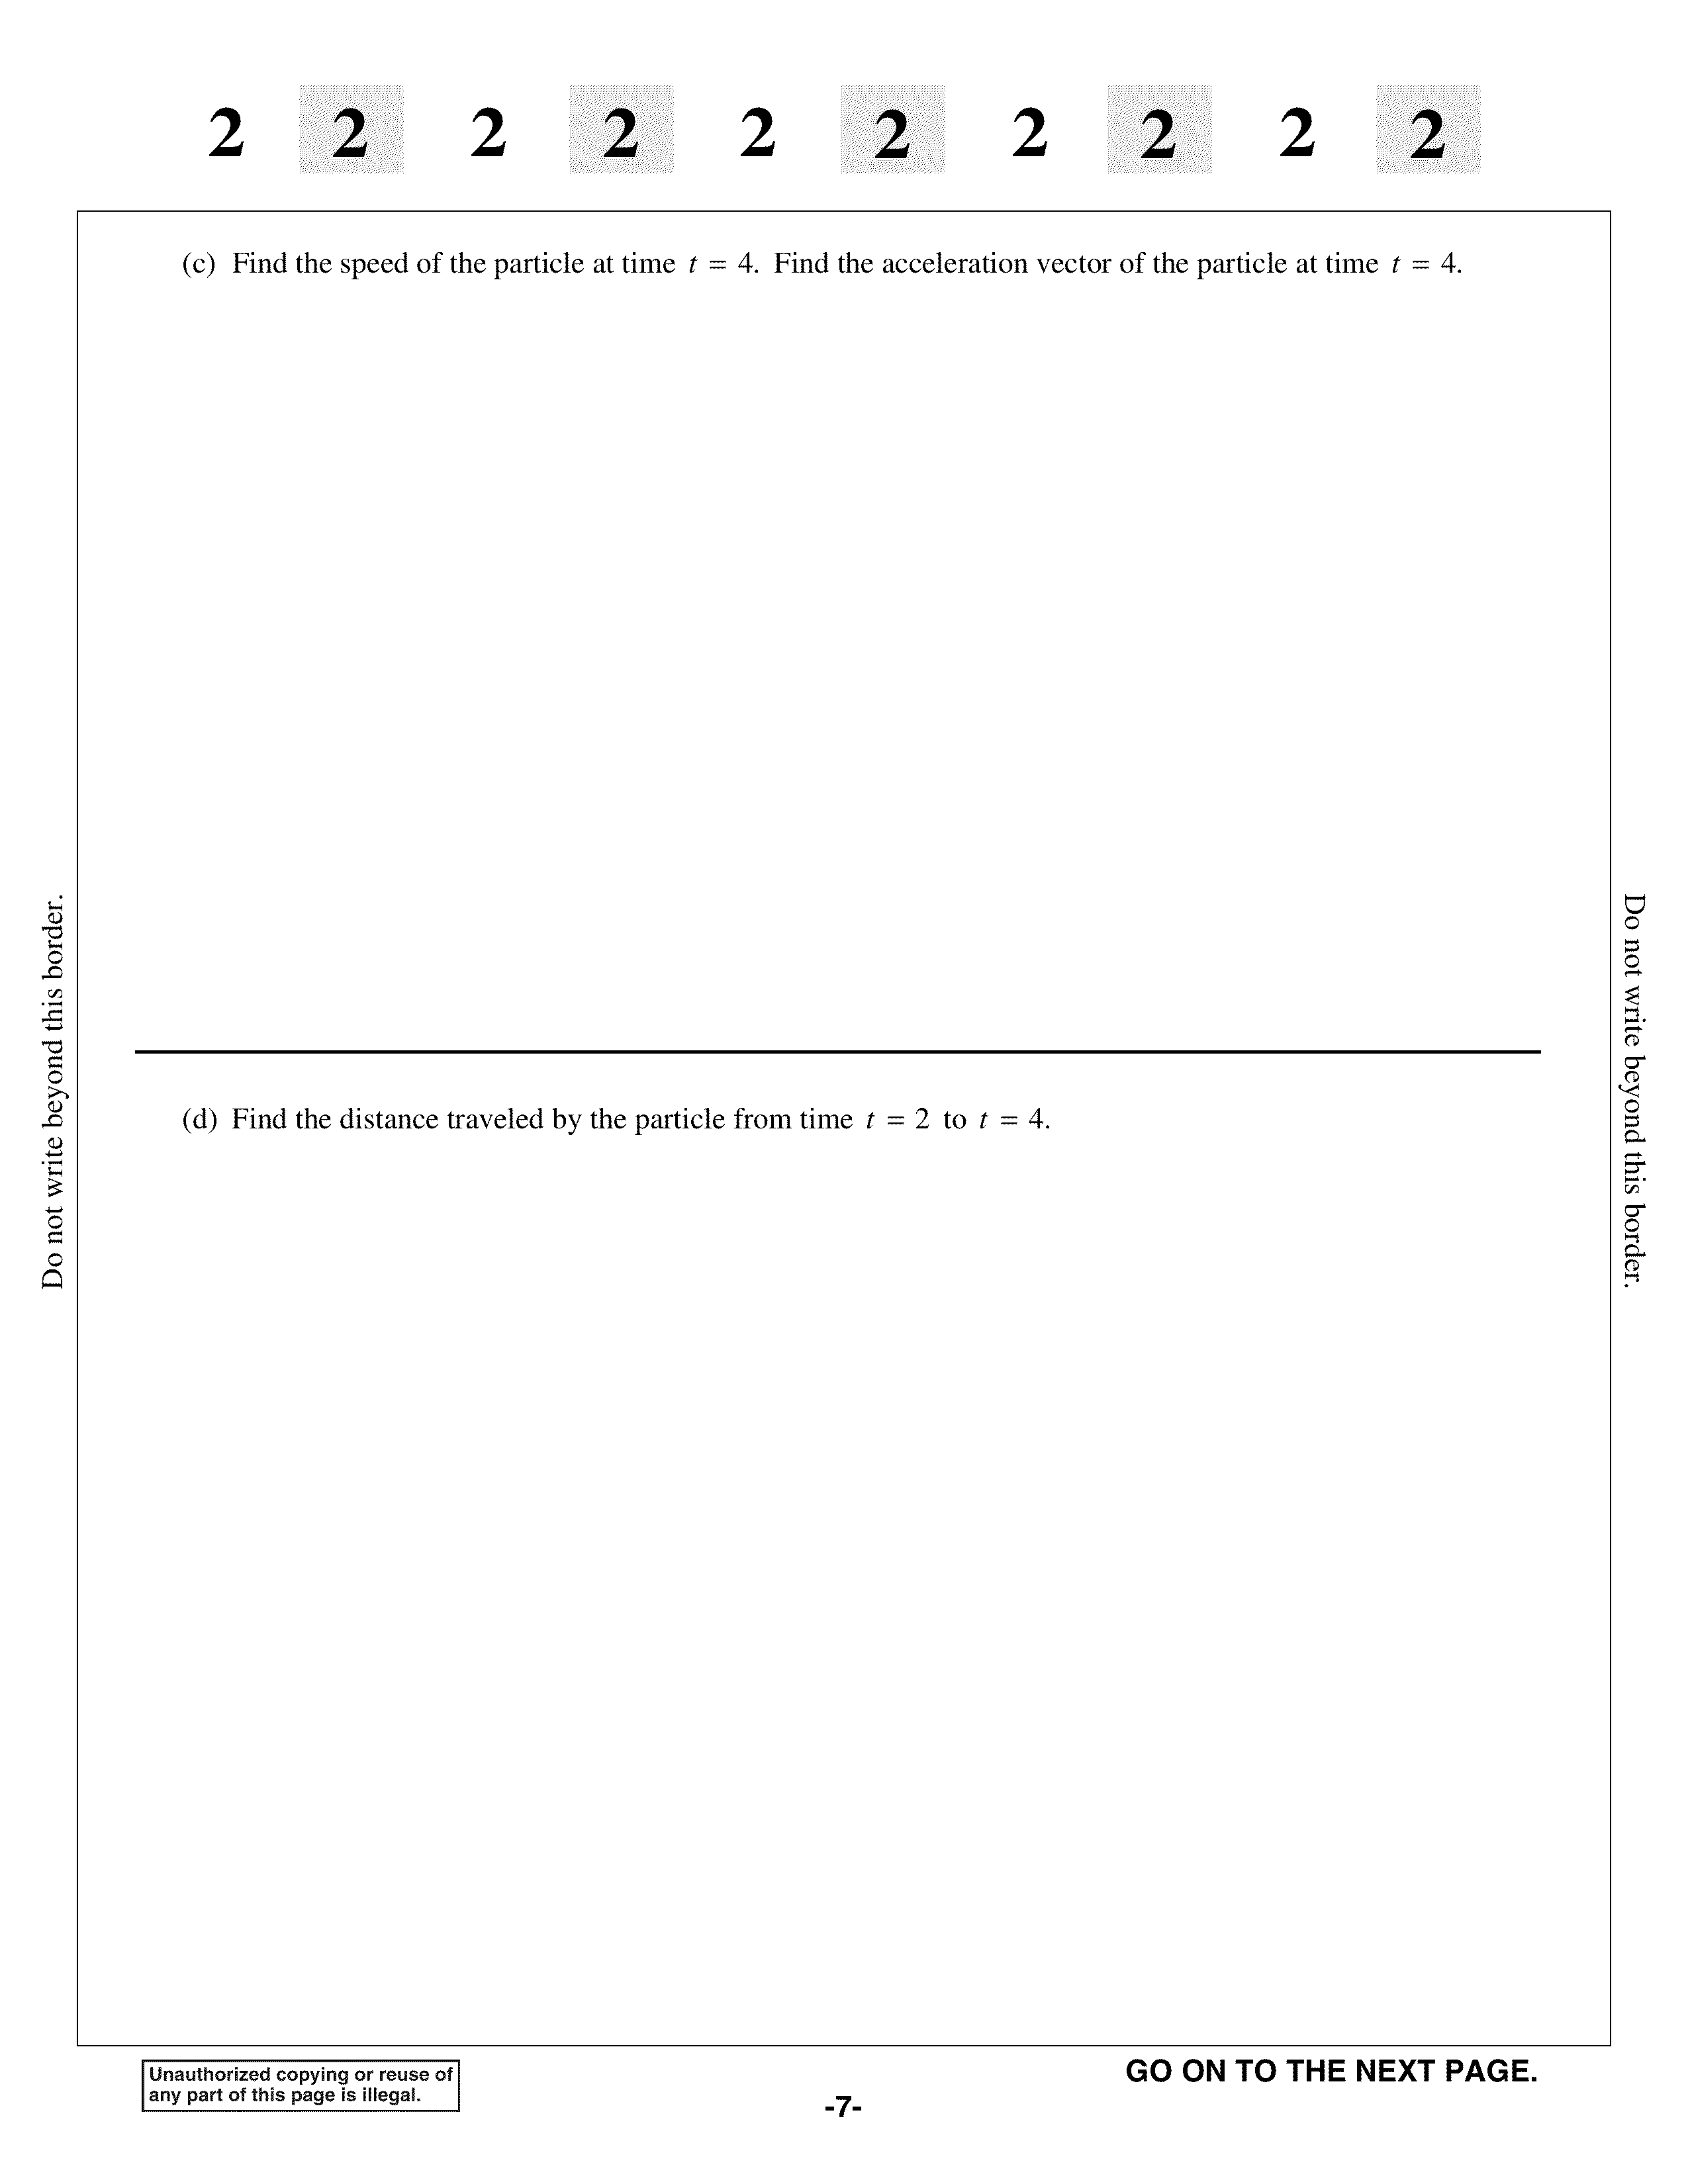 2 2 2 2 2 2 2 2 2 2
(c) Find the speed of the particle at time t = 4. Find the acceleration vector of the particle at time t = 4.
Do not write beyond this border.
Do not write beyond this border.
(d) Find the distance traveled by the particle from time t = 2 to t = 4.
Unauthorized copying or reuse of
any part of this page is illegal.
GO ON TO THE NEXT PAGE.
-7-